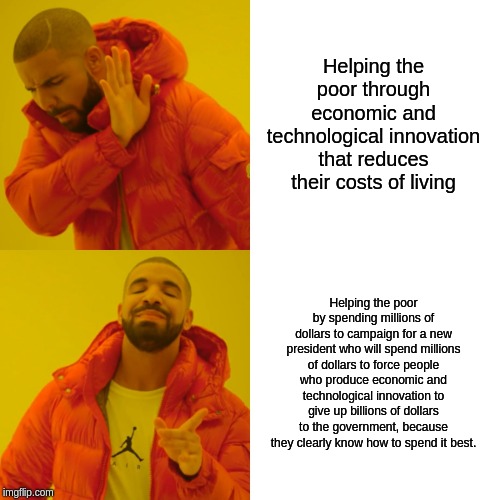 Helping the
poor through
economic and
technological innovation
that reduces
their costs of living
Helping the poor
by spending millions of
dollars to campaign for a new
president who will spend millions
of dollars to force people
who produce economic and
technological innovation to
give up billions of dollars
to the government, because
they clearly know how to spend it best.
AIR
imgflip.com